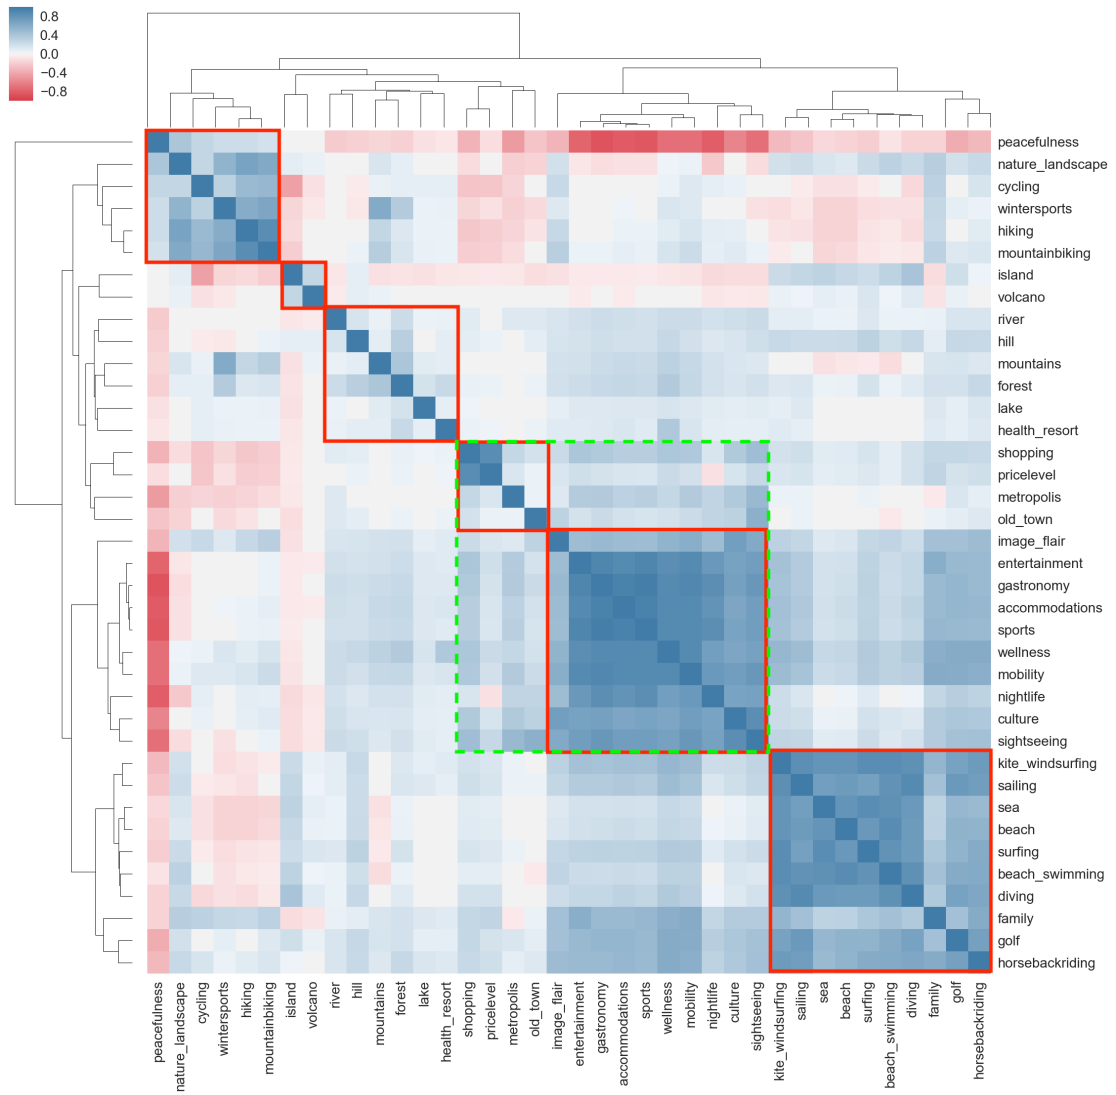 0.8
0.4
0.0
−0.4
−0.8
peacefulness
nature_landscape
cycling
wintersports
hiking
mountainbiking
island
volcano
river
hill
mountains
forest
lake
health_resort
shopping
pricelevel
metropolis
old_town
image_flair
entertainment
gastronomy
accommodations
sports
wellness
mobility
nightlife
culture
sightseeing
kite_windsurfing
sailing
sea
beach
surfing
beach_swimming
diving
family
golf
horsebackriding
peacefulness
nature_landscape
cycling
wintersports
hiking
mountainbiking
island
volcano
river
hill
mountains
forest
lake
health_resort
shopping
pricelevel
metropolis
old_town
image_flair
entertainment
gastronomy
accommodations
sports
wellness
mobility
nightlife
culture
sightseeing
kite_windsurfing
sailing
sea
beach
surfing
beach_swimming
diving
family
golf
horsebackriding